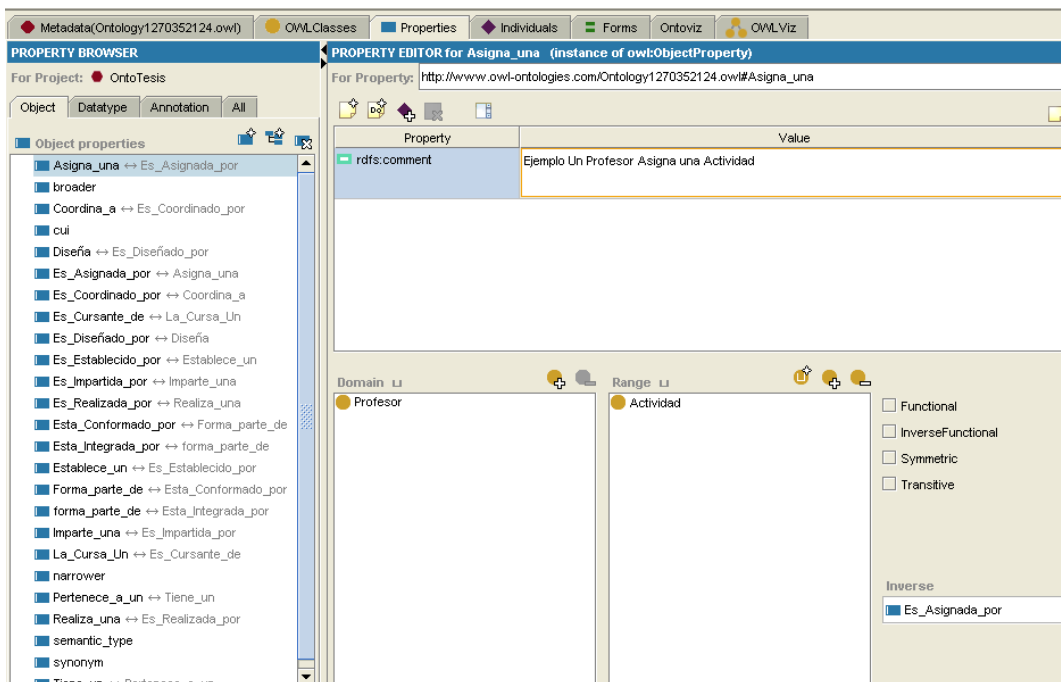 Metadata(Ontology1270352124.owl) OWLClasses Properties Individuals Forms Ontoviz OWLViz
PROPERTY BROWSER
For Project: OntoTesis
Object Datatype Annotation All
Object properties
Asigna_una ↔ Es_Asignada_por
broader
Coordina_a ↔ Es_Coordinado_por
cui
Diseña ↔ Es_Diseñado_por
Es_Asignada_por ↔ Asigna_una
Es_Coordinado_por ↔ Coordina_a
Es_Cursante_de ↔ La_Cursa_Un
Es_Diseñado_por ↔ Diseña
Es_Establecido_por ↔ Establece_un
Es_Impartida_por ↔ Imparte_una
Es_Realizada_por ↔ Realiza_una
Esta_Conformado_por ↔ Forma_parte_de
Esta_Integrada_por ↔ forma_parte_de
Establece_un ↔ Es_Establecido_por
Forma_parte_de ↔ Esta_Conformado_por
forma_parte_de ↔ Esta_Integrada_por
Imparte_una ↔ Es_Impartida_por
La_Cursa_Un ↔ Es_Cursante_de
narrower
Pertenece_a_un ↔ Tiene_un
Realiza_una ↔ Es_Realizada_por
semantic_type
synonym
Tiene_un ↔ Pertenece_a_un
PROPERTY EDITOR for Asigna_una (instance of owl:ObjectProperty)
For Property: http://www.owl-ontologies.com/Ontology1270352124.owl#Asigna_una
Property Value
rdfs:comment Ejemplo Un Profesor Asigna una Actividad
Domain
Profesor
Range
Actividad
Functional
InverseFunctional
Symmetric
Transitive
Inverse
Es_Asignada_por